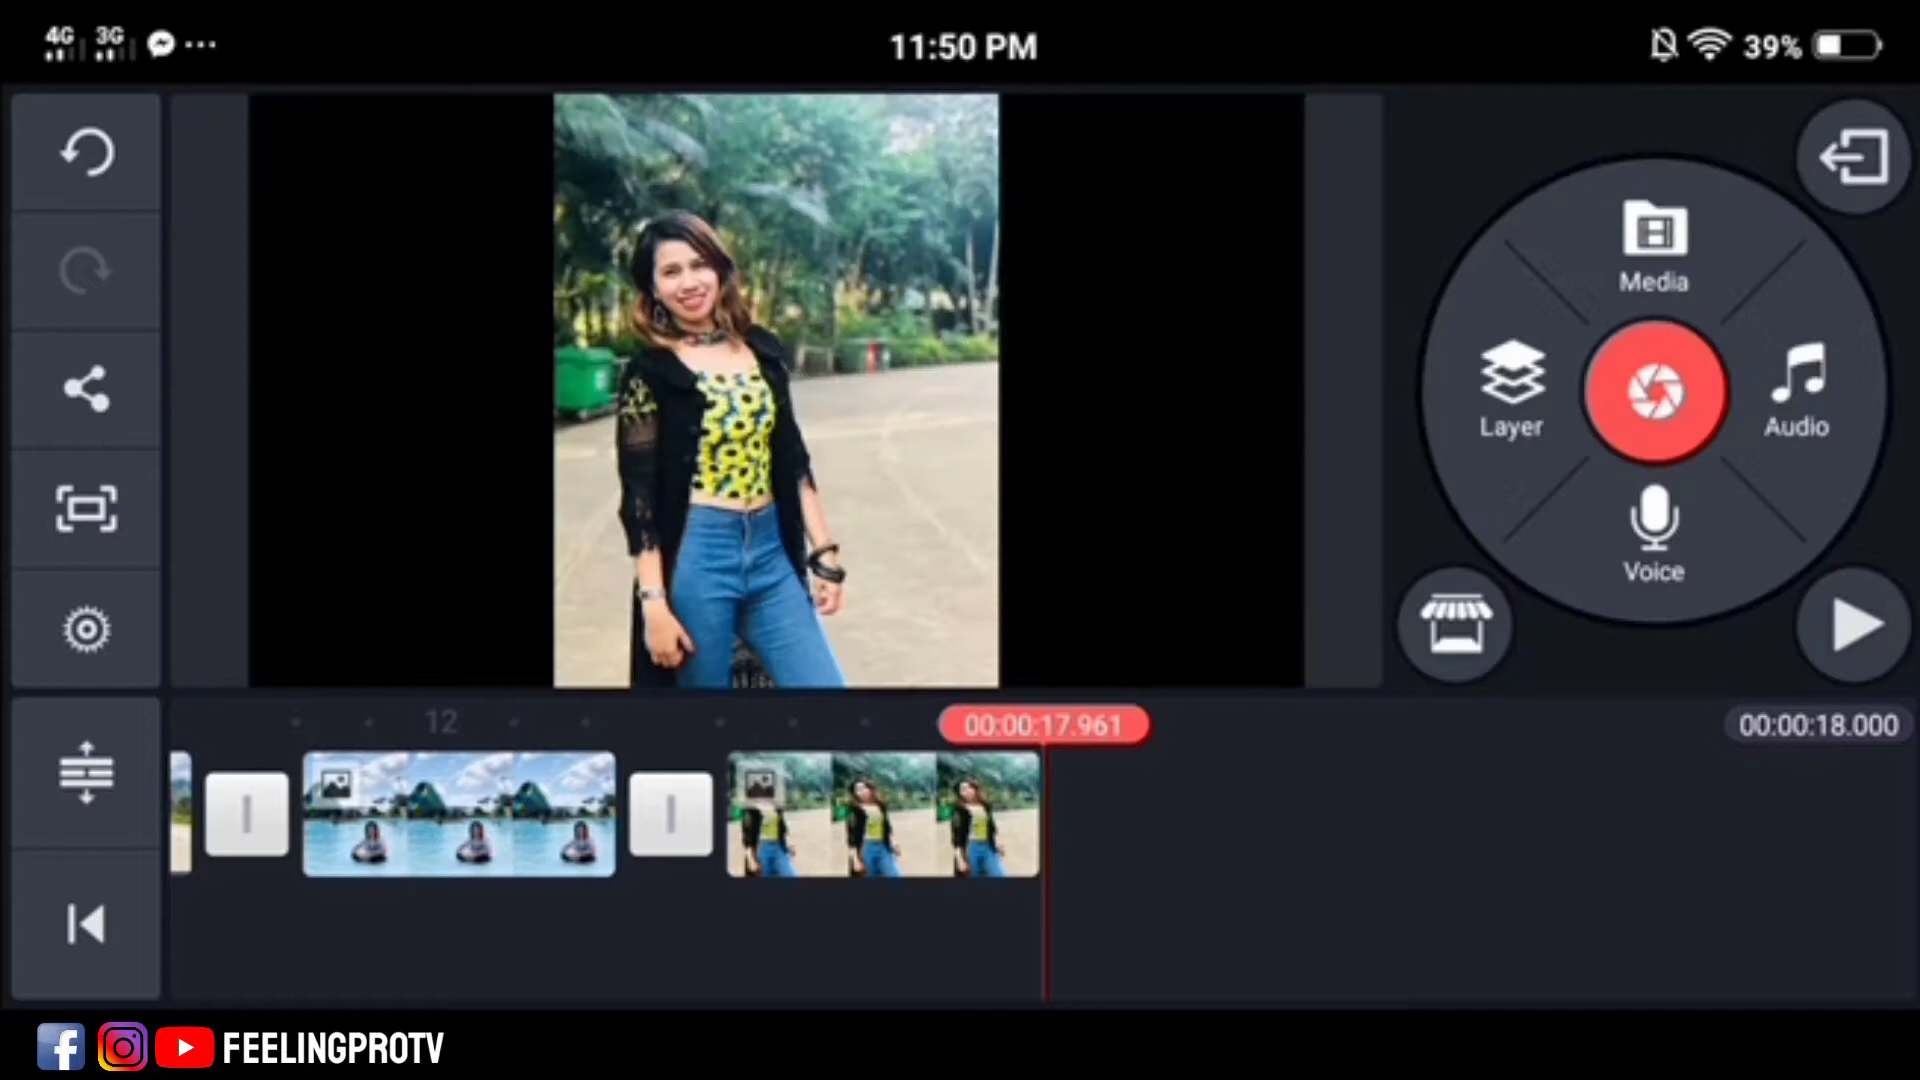 4G 3G ... 11:50 PM 39%
Media
Layer
Audio
Voice
12
00:00:17.961
00:00:18.000
FEELINGPROTV